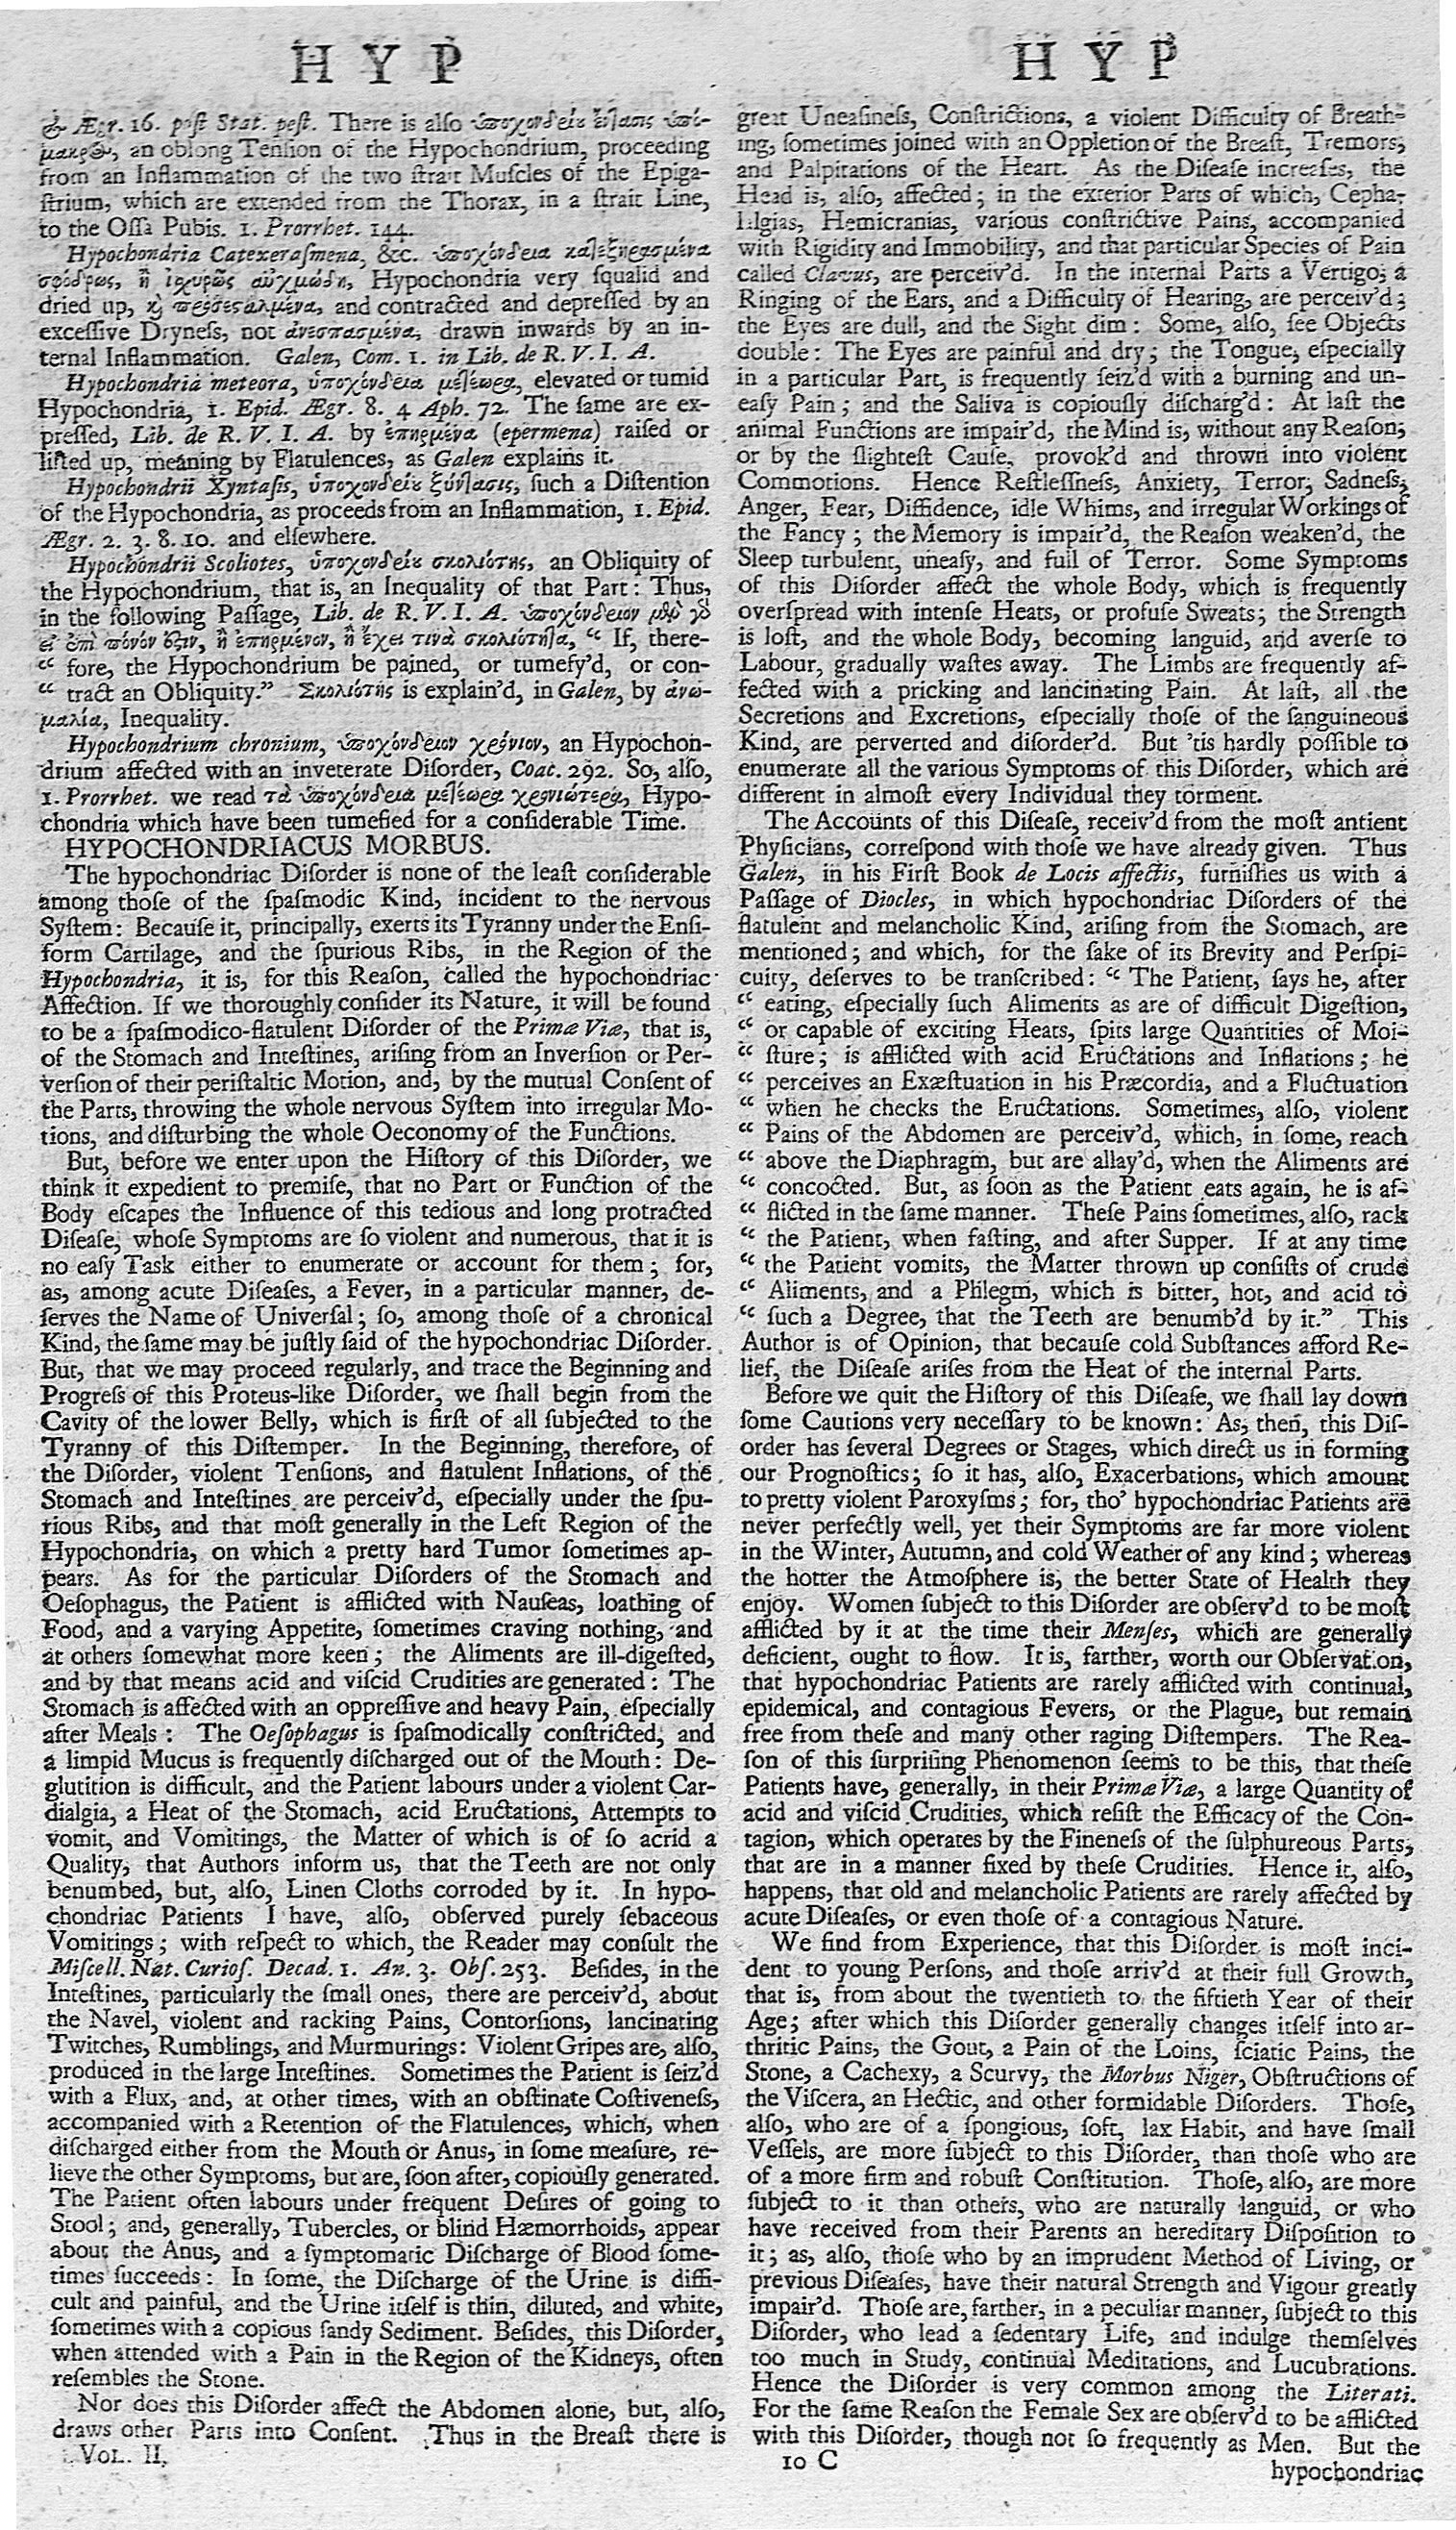 HYP
& Ægr. 16. post Stat. pest. There is also
an oblong Tension of the Hypochondrium, proceeding
from an Inflammation of the two strait Muſcles of the Epiga-
ſtrium, which are extended from the Thorax, in a ſtrait Line,
to the Oſſa Pubis. 1. Prorrhet. 144.
Hypochondria Catexeraſmena, &c. ὑποχόνδρια
Hypochondria very ſqualid and
dried up, and contracted and depreſſed by an
exceſſive Dryneſs, not ἀνεσπασμένα, drawn inwards by an in-
ternal Inflammation. Galen, Com. 1. in Lib. de R. V. I. A.
Hypochondria meteora, ὑποχόνδρια μετέωρα, elevated or tumid
Hypochondria, 1. Epid. Ægr. 8. 4 Aph. 72. The ſame are ex-
preſſed, Lib. de R. V. I. A. by ἐπηρμένα (epermena) raiſed or
lifted up, meaning by Flatulences, as Galen explains it.
Hypochondrii Xyntaſis, ὑποχονδρίου ξύντασις, ſuch a Diſtention
of the Hypochondria, as proceeds from an Inflammation, 1. Epid.
Ægr. 2. 3. 8. 10. and elſewhere.
Hypochondrii Scoliotes, ὑποχονδρίου σκολιότης, an Obliquity of
the Hypochondrium, that is, an Inequality of that Part: Thus,
in the following Paſſage, Lib. de R. V. I. A. ὑποχόνδριον
ἢ ἐπηρμένον, ἢ ἔχει τινὰ σκολιότητα, “ If, there-
“ fore, the Hypochondrium be pained, or tumefy'd, or con-
“ tract an Obliquity.” Σκολιότης is explain'd, in Galen, by ἀνω-
μαλία, Inequality.
Hypochondrium chronium, ὑποχόνδριον χρόνιον, an Hypochon-
drium affected with an inveterate Diſorder, Coac. 292. So, alſo,
1. Prorrhet. we read τὰ ὑποχόνδρια μετέωρα χρονιώτερα, Hypo-
chondria which have been tumefied for a conſiderable Time.
HYPOCHONDRIACUS MORBUS.
The hypochondriac Diſorder is none of the leaſt conſiderable
among thoſe of the ſpaſmodic Kind, incident to the nervous
Syſtem: Becauſe it, principally, exerts its Tyranny under the Enſi-
form Cartilage, and the ſpurious Ribs, in the Region of the
Hypochondria, it is, for this Reaſon, called the hypochondriac
Affection. If we thoroughly conſider its Nature, it will be found
to be a ſpaſmodico-flatulent Diſorder of the Primæ Viæ, that is,
of the Stomach and Inteſtines, ariſing from an Inverſion or Per-
verſion of their periſtaltic Motion, and, by the mutual Conſent of
the Parts, throwing the whole nervous Syſtem into irregular Mo-
tions, and diſturbing the whole Oeconomy of the Functions.
But, before we enter upon the Hiſtory of this Diſorder, we
think it expedient to premiſe, that no Part or Function of the
Body eſcapes the Influence of this tedious and long protracted
Diſeaſe, whoſe Symptoms are ſo violent and numerous, that it is
no eaſy Task either to enumerate or account for them; for,
as, among acute Diſeaſes, a Fever, in a particular manner, de-
ſerves the Name of Univerſal; ſo, among thoſe of a chronical
Kind, the ſame may be juſtly ſaid of the hypochondriac Diſorder.
But, that we may proceed regularly, and trace the Beginning and
Progreſs of this Proteus-like Diſorder, we ſhall begin from the
Cavity of the lower Belly, which is firſt of all ſubjected to the
Tyranny of this Diſtemper. In the Beginning, therefore, of
the Diſorder, violent Tenſions, and flatulent Inflations, of the
Stomach and Inteſtines are perceiv'd, eſpecially under the ſpu-
rious Ribs, and that moſt generally in the Left Region of the
Hypochondria, on which a pretty hard Tumor ſometimes ap-
pears. As for the particular Diſorders of the Stomach and
Oeſophagus, the Patient is afflicted with Nauſeas, loathing of
Food, and a varying Appetite, ſometimes craving nothing, and
at others ſomewhat more keen; the Aliments are ill-digeſted,
and by that means acid and viſcid Crudities are generated: The
Stomach is affected with an oppreſſive and heavy Pain, eſpecially
after Meals: The Oeſophagus is ſpaſmodically conſtricted, and
a limpid Mucus is frequently diſcharged out of the Mouth: De-
glutition is difficult, and the Patient labours under a violent Car-
dialgia, a Heat of the Stomach, acid Eructations, Attempts to
vomit, and Vomitings, the Matter of which is of ſo acrid a
Quality, that Authors inform us, that the Teeth are not only
benumbed, but, alſo, Linen Cloths corroded by it. In hypo-
chondriac Patients I have, alſo, obſerved purely ſebaceous
Vomitings; with reſpect to which, the Reader may conſult the
Miſcell. Nat. Curioſ. Decad. 1. An. 3. Obſ. 253. Beſides, in the
Inteſtines, particularly the ſmall ones, there are perceiv'd, about
the Navel, violent and racking Pains, Contorſions, lancinating
Twitches, Rumblings, and Murmurings: Violent Gripes are, alſo,
produced in the large Inteſtines. Sometimes the Patient is ſeiz'd
with a Flux, and, at other times, with an obſtinate Coſtiveneſs,
accompanied with a Retention of the Flatulences, which, when
diſcharged either from the Mouth or Anus, in ſome meaſure, re-
lieve the other Symptoms, but are, ſoon after, copiouſly generated.
The Patient often labours under frequent Deſires of going to
Stool; and, generally, Tubercles, or blind Hæmorrhoids, appear
about the Anus, and a ſymptomatic Diſcharge of Blood ſome-
times ſucceeds: In ſome, the Diſcharge of the Urine is diffi-
cult and painful, and the Urine itſelf is thin, diluted, and white,
ſometimes with a copious ſandy Sediment. Beſides, this Diſorder,
when attended with a Pain in the Region of the Kidneys, often
reſembles the Stone.
Nor does this Diſorder affect the Abdomen alone, but, alſo,
draws other Parts into Conſent. Thus in the Breaſt there is
VOL. II.
HYP
great Uneaſineſs, Conſtrictions, a violent Difficulty of Breath-
ing, ſometimes joined with an Oppletion of the Breaſt, Tremors,
and Palpitations of the Heart. As the Diſeaſe increaſes, the
Head is, alſo, affected; in the exterior Parts of which, Cepha-
lalgias, Hemicranias, various conſtrictive Pains, accompanied
with Rigidity and Immobility, and that particular Species of Pain
called Clavus, are perceiv'd. In the internal Parts a Vertigo, a
Ringing of the Ears, and a Difficulty of Hearing, are perceiv'd;
the Eyes are dull, and the Sight dim: Some, alſo, ſee Objects
double: The Eyes are painful and dry; the Tongue, eſpecially
in a particular Part, is frequently ſeiz'd with a burning and un-
eaſy Pain; and the Saliva is copiouſly diſcharg'd: At laſt the
animal Functions are impair'd, the Mind is, without any Reaſon,
or by the ſlighteſt Cauſe, provok'd and thrown into violent
Commotions. Hence Reſtleſſneſs, Anxiety, Terror, Sadneſs,
Anger, Fear, Diffidence, idle Whims, and irregular Workings of
the Fancy; the Memory is impair'd, the Reaſon weaken'd, the
Sleep turbulent, uneaſy, and full of Terror. Some Symptoms
of this Diſorder affect the whole Body, which is frequently
overſpread with intenſe Heats, or profuſe Sweats; the Strength
is loſt, and the whole Body, becoming languid, and averſe to
Labour, gradually waſtes away. The Limbs are frequently af-
fected with a pricking and lancinating Pain. At laſt, all the
Secretions and Excretions, eſpecially thoſe of the ſanguineous
Kind, are perverted and diſorder'd. But 'tis hardly poſſible to
enumerate all the various Symptoms of this Diſorder, which are
different in almoſt every Individual they torment.
The Accounts of this Diſeaſe, receiv'd from the moſt antient
Phyſicians, correſpond with thoſe we have already given. Thus
Galen, in his Firſt Book de Locis affectis, furniſhes us with a
Paſſage of Diocles, in which hypochondriac Diſorders of the
flatulent and melancholic Kind, ariſing from the Stomach, are
mentioned; and which, for the ſake of its Brevity and Perſpi-
cuity, deſerves to be tranſcribed: “ The Patient, ſays he, after
“ eating, eſpecially ſuch Aliments as are of difficult Digeſtion,
“ or capable of exciting Heats, ſpits large Quantities of Moi-
“ ſture; is afflicted with acid Eructations and Inflations; he
“ perceives an Exæſtuation in his Præcordia, and a Fluctuation
“ when he checks the Eructations. Sometimes, alſo, violent
“ Pains of the Abdomen are perceiv'd, which, in ſome, reach
“ above the Diaphragm, but are allay'd, when the Aliments are
“ concocted. But, as ſoon as the Patient eats again, he is af-
“ flicted in the ſame manner. Theſe Pains ſometimes, alſo, rack
“ the Patient, when faſting, and after Supper. If at any time
“ the Patient vomits, the Matter thrown up conſiſts of crude
“ Aliments, and a Phlegm, which is bitter, hot, and acid to
“ ſuch a Degree, that the Teeth are benumb'd by it.” This
Author is of Opinion, that becauſe cold Subſtances afford Re-
lief, the Diſeaſe ariſes from the Heat of the internal Parts.
Before we quit the Hiſtory of this Diſeaſe, we ſhall lay down
ſome Cautions very neceſſary to be known: As, then, this Diſ-
order has ſeveral Degrees or Stages, which direct us in forming
our Prognoſtics; ſo it has, alſo, Exacerbations, which amount
to pretty violent Paroxyſms; for, tho' hypochondriac Patients are
never perfectly well, yet their Symptoms are far more violent
in the Winter, Autumn, and cold Weather of any kind; whereas
the hotter the Atmoſphere is, the better State of Health they
enjoy. Women ſubject to this Diſorder are obſerv'd to be moſt
afflicted by it at the time their Menſes, which are generally
deficient, ought to flow. It is, farther, worth our Obſervation,
that hypochondriac Patients are rarely afflicted with continual,
epidemical, and contagious Fevers, or the Plague, but remain
free from theſe and many other raging Diſtempers. The Rea-
ſon of this ſurpriſing Phenomenon ſeems to be this, that theſe
Patients have, generally, in their Primæ Viæ, a large Quantity of
acid and viſcid Crudities, which reſiſt the Efficacy of the Con-
tagion, which operates by the Fineneſs of the ſulphureous Parts,
that are in a manner fixed by theſe Crudities. Hence it, alſo,
happens, that old and melancholic Patients are rarely affected by
acute Diſeaſes, or even thoſe of a contagious Nature.
We find from Experience, that this Diſorder is moſt inci-
dent to young Perſons, and thoſe arriv'd at their full Growth,
that is, from about the twentieth to the fiftieth Year of their
Age; after which this Diſorder generally changes itſelf into ar-
thritic Pains, the Gout, a Pain of the Loins, ſciatic Pains, the
Stone, a Cachexy, a Scurvy, the Morbus Niger, Obſtructions of
the Viſcera, an Hectic, and other formidable Diſorders. Thoſe,
alſo, who are of a ſpongious, ſoft, lax Habit, and have ſmall
Veſſels, are more ſubject to this Diſorder, than thoſe who are
of a more firm and robuſt Conſtitution. Thoſe, alſo, are more
ſubject to it than others, who are naturally languid, or who
have received from their Parents an hereditary Diſpoſition to
it; as, alſo, thoſe who by an imprudent Method of Living, or
previous Diſeaſes, have their natural Strength and Vigour greatly
impair'd. Thoſe are, farther, in a peculiar manner, ſubject to this
Diſorder, who lead a ſedentary Life, and indulge themſelves
too much in Study, continual Meditations, and Lucubrations.
Hence the Diſorder is very common among the Literati.
For the ſame Reaſon the Female Sex are obſerv'd to be afflicted
with this Diſorder, though not ſo frequently as Men. But the
10 C
hypochondriac